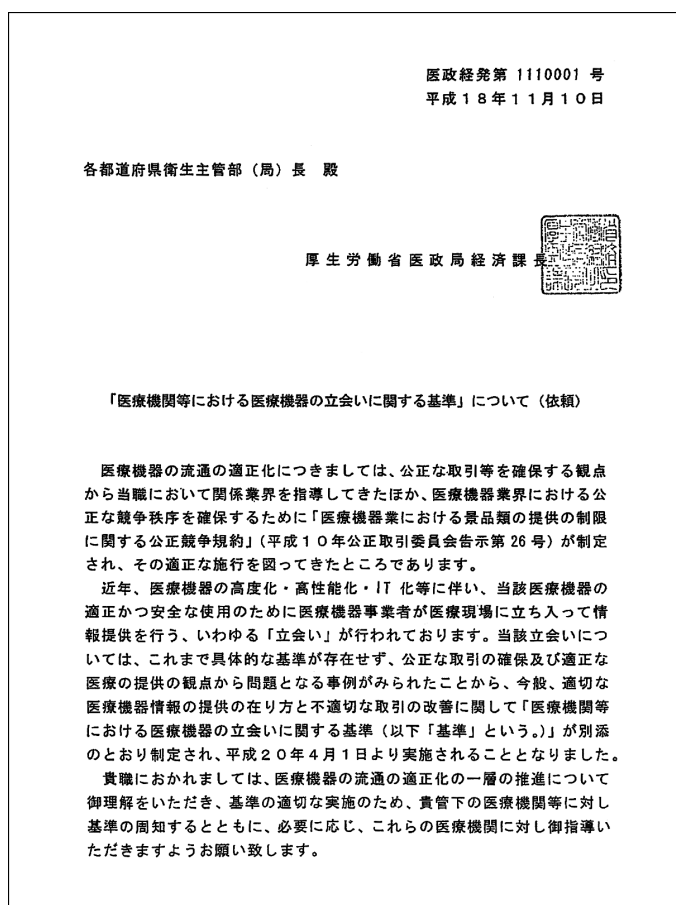 医政経発第 1110001 号
平成18年11月10日
各都道府県衛生主管部（局）長　殿
厚生労働省医政局経済課長
「医療機関等における医療機器の立会いに関する基準」について（依頼）
医療機器の流通の適正化につきましては、公正な取引等を確保する観点
から当職において関係業界を指導してきたほか、医療機器業界における公
正な競争秩序を確保するために「医療機器業における景品類の提供の制限
に関する公正競争規約」（平成１０年公正取引委員会告示第 26 号）が制定
され、その適正な施行を図ってきたところであります。
近年、医療機器の高度化・高性能化・IT 化等に伴い、当該医療機器の
適正かつ安全な使用のために医療機器事業者が医療現場に立ち入って情
報提供を行う、いわゆる「立会い」が行われております。当該立会いにつ
いては、これまで具体的な基準が存在せず、公正な取引の確保及び適正な
医療の提供の観点から問題となる事例がみられたことから、今般、適切な
医療機器情報の提供の在り方と不適切な取引の改善に関して「医療機関等
における医療機器の立会いに関する基準（以下「基準」という。）」が別添
のとおり制定され、平成２０年４月１日より実施されることとなりました。
貴職におかれましては、医療機器の流通の適正化の一層の推進について
御理解をいただき、基準の適切な実施のため、貴管下の医療機関等に対し
基準の周知するとともに、必要に応じ、これらの医療機関に対し御指導い
ただきますようお願い致します。